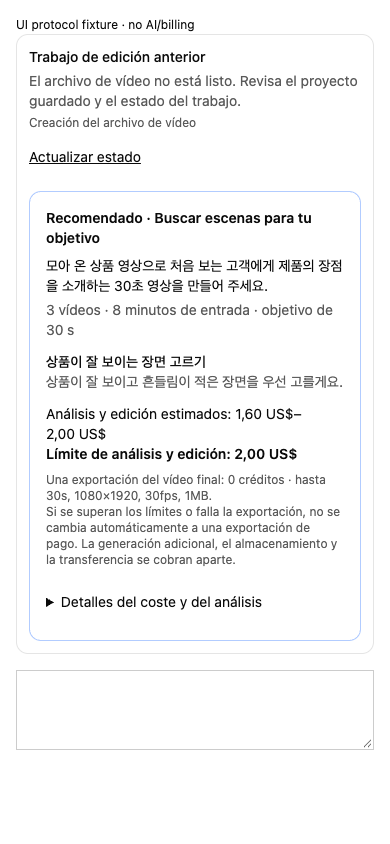 UI protocol fixture · no AI/billing
Trabajo de edición anterior
El archivo de vídeo no está listo. Revisa el proyecto
guardado y el estado del trabajo.
Creación del archivo de vídeo
Actualizar estado
Recomendado · Buscar escenas para tu
objetivo
모아 온 상품 영상으로 처음 보는 고객에게 제품의 장점
을 소개하는 30초 영상을 만들어 주세요.
3 vídeos · 8 minutos de entrada · objetivo de
30 s
상품이 잘 보이는 장면 고르기
상품이 잘 보이고 흔들림이 적은 장면을 우선 고를게요.
Análisis y edición estimados: 1,60 US$–
2,00 US$
Límite de análisis y edición: 2,00 US$
Una exportación del vídeo final: 0 créditos · hasta
30s, 1080×1920, 30fps, 1MB.
Si se superan los límites o falla la exportación, no se
cambia automáticamente a una exportación de
pago. La generación adicional, el almacenamiento y
la transferencia se cobran aparte.
▶ Detalles del coste y del análisis